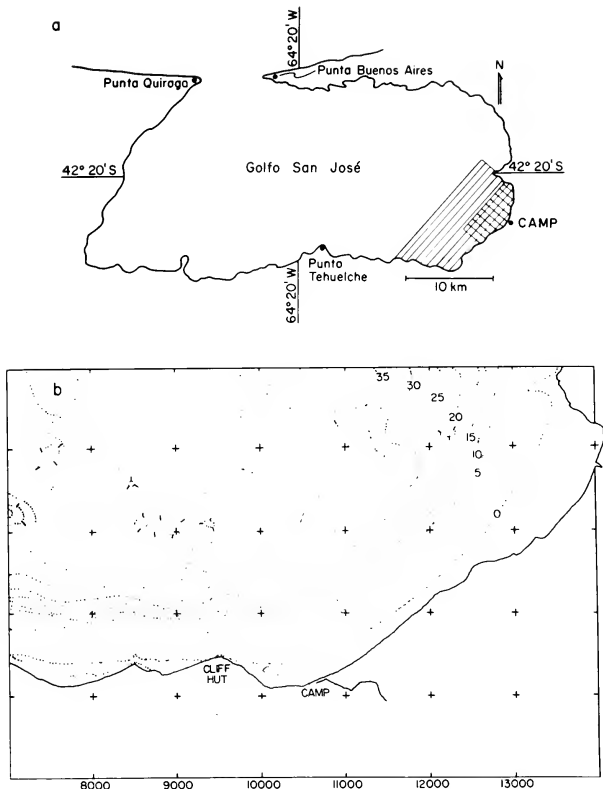 a
64° 20' W
N
Punta Quiroga
Punta Buenos Aires
42° 20' S
Golfo San José
42° 20' S
CAMP
Punta
Tehuelche
64° 20' W
10 km
b
35
30
25
20
15
10
5
0
CLIFF
HUT
CAMP
8000 9000 10000 11000 12000 13000